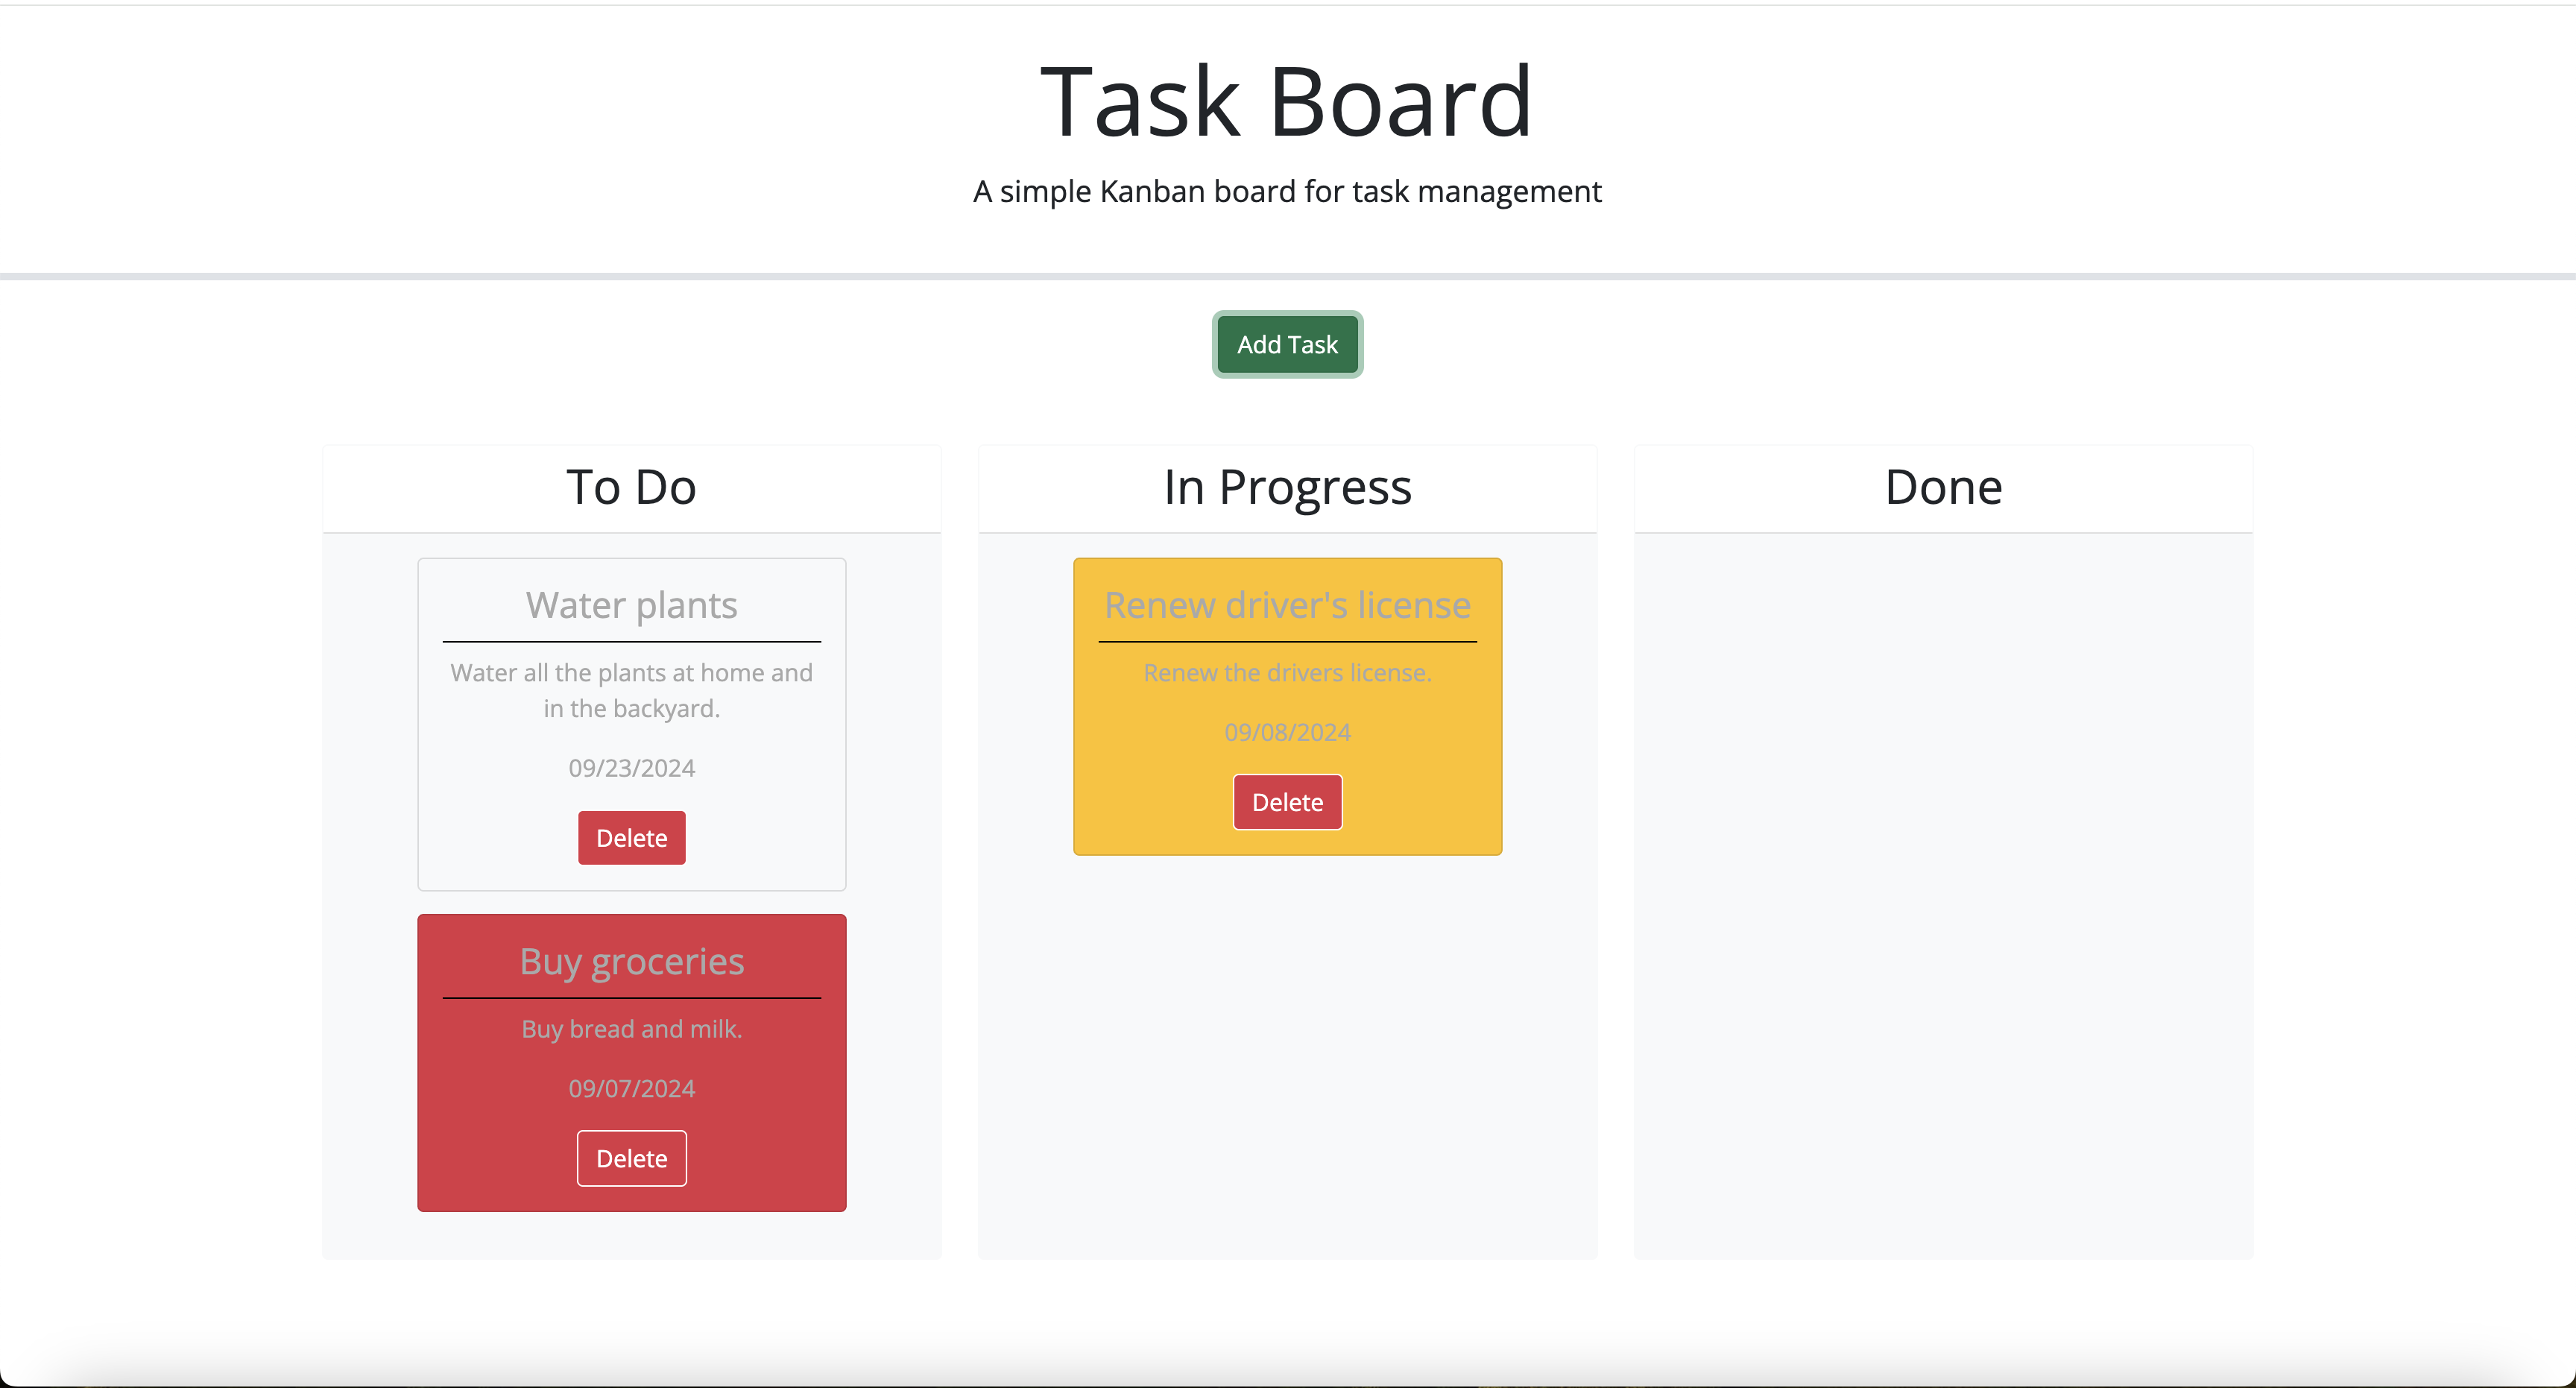 Task Board
A simple Kanban board for task management
Add Task
To Do
Water plants
Water all the plants at home and
in the backyard.
09/23/2024
Delete
Buy groceries
Buy bread and milk.
09/07/2024
Delete
In Progress
Renew driver's license
Renew the drivers license.
09/08/2024
Delete
Done